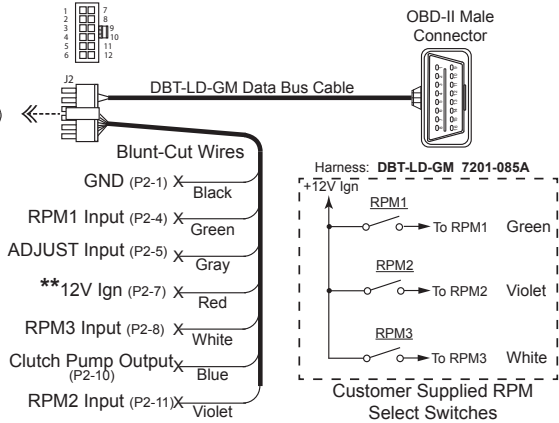 1 7
2 8
3 9
4 10
5 11
6 12
J2
)
OBD-II Male
Connector
DBT-LD-GM Data Bus Cable
Blunt-Cut Wires
GND (P2-1) X Black
RPM1 Input (P2-4) X Green
ADJUST Input (P2-5) X Gray
**12V Ign (P2-7) X Red
RPM3 Input (P2-8) X White
Clutch Pump Output X Blue
(P2-10)
RPM2 Input (P2-11) X Violet
Harness: DBT-LD-GM 7201-085A
+12V Ign
RPM1
To RPM1 Green
RPM2
To RPM2 Violet
RPM3
To RPM3 White
Customer Supplied RPM
Select Switches